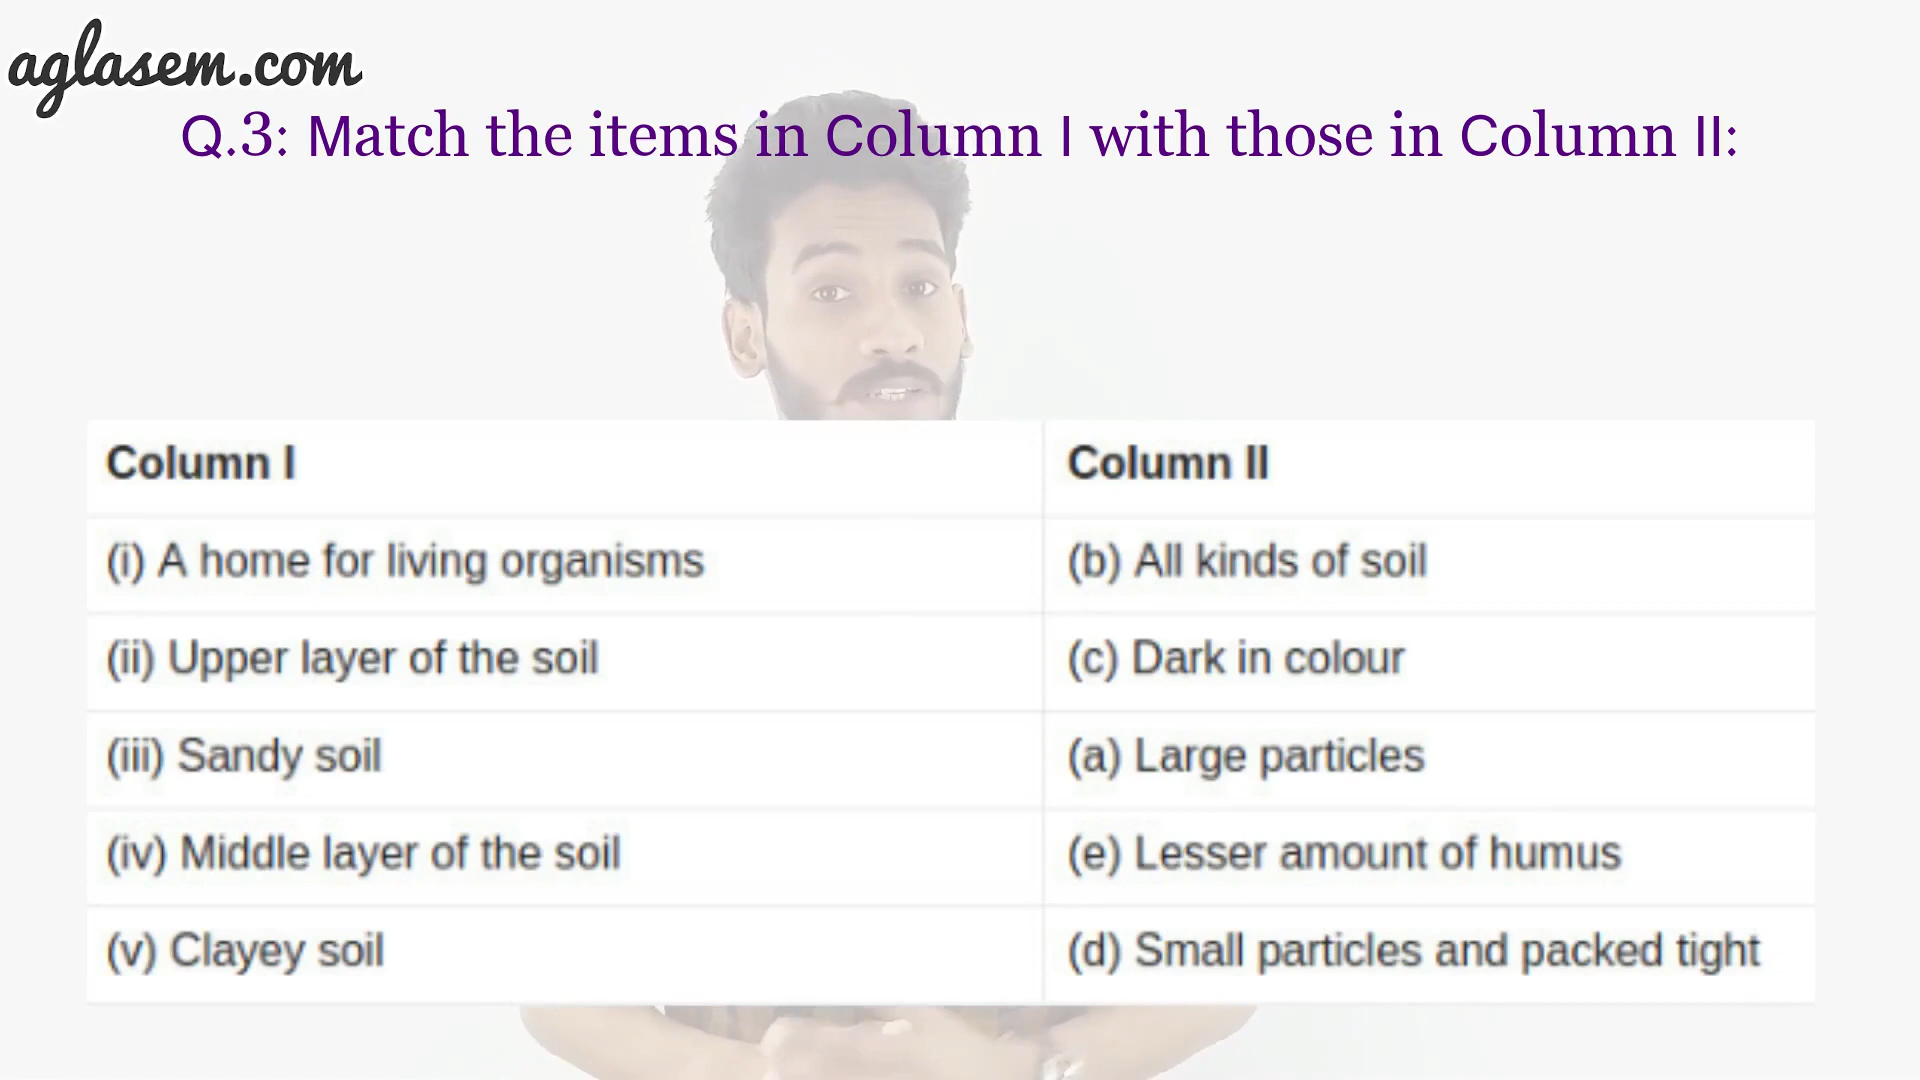 aglasem.com
Q.3: Match the items in Column I with those in Column II:
Column I Column II
(i) A home for living organisms (b) All kinds of soil
(ii) Upper layer of the soil (c) Dark in colour
(iii) Sandy soil (a) Large particles
(iv) Middle layer of the soil (e) Lesser amount of humus
(v) Clayey soil (d) Small particles and packed tight